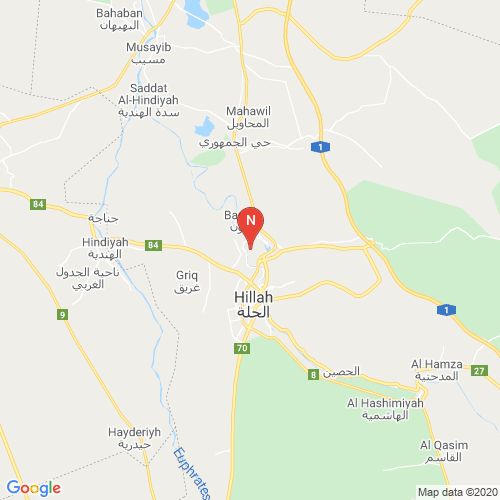 Bahaban
البهبهان
Musayib
مسيب
Saddat
Al-Hindiyah
سدة الهندية
Mahawil
المحاويل
حي الجمهوري
1
84
جناجة
Ba
N
Hindiyah
الهندية
84
ناحية الجدول
الغربي
Griq
غريق
Hillah
الحلة
9
1
70
8
الحصين
Al Hamza
المدحتية
27
Al Hashimiyah
الهاشمية
Hayderiyh
حيدرية
Al Qasim
القاسم
Euphrates
Google
Map data ©2020